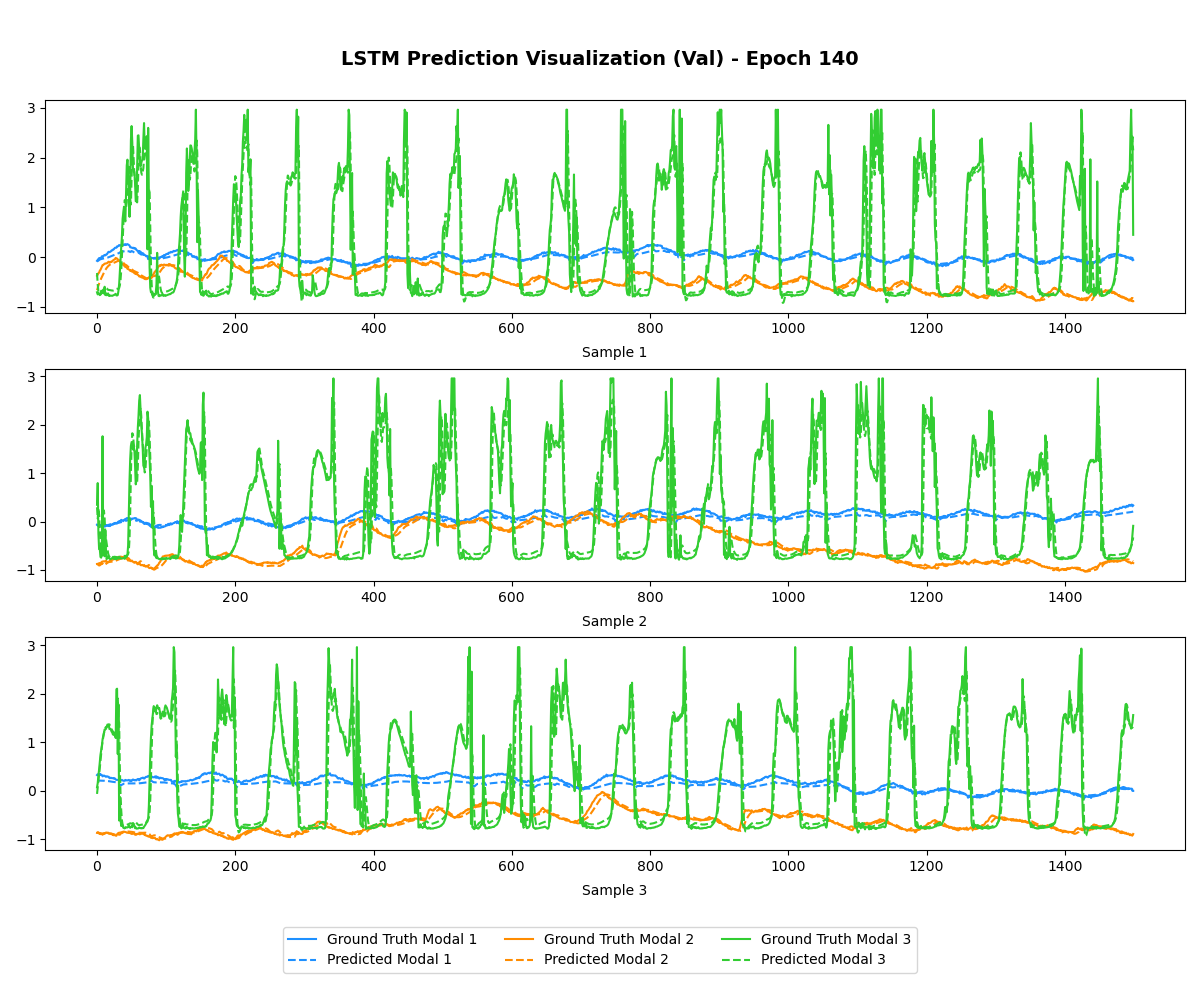 LSTM Prediction Visualization (Val) - Epoch 140
3
2
1
0
−1
0 200 400 600 800 1000 1200 1400
Sample 1
3
2
1
0
−1
0 200 400 600 800 1000 1200 1400
Sample 2
3
2
1
0
−1
0 200 400 600 800 1000 1200 1400
Sample 3
Ground Truth Modal 1 Ground Truth Modal 2 Ground Truth Modal 3
Predicted Modal 1 Predicted Modal 2 Predicted Modal 3